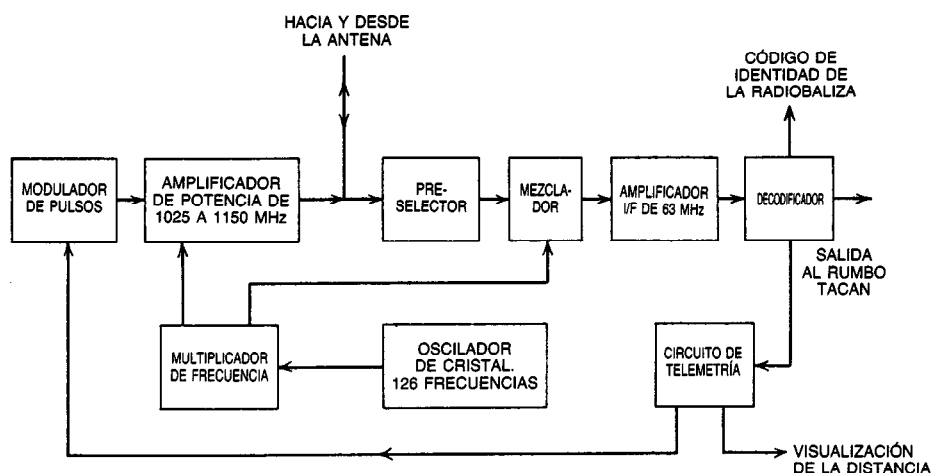 HACIA Y DESDE
LA ANTENA
CÓDIGO DE
IDENTIDAD DE
LA RADIOBALIZA
MODULADOR
DE PULSOS
AMPLIFICADOR
DE POTENCIA DE
1025 A 1150 MHz
PRE-
SELECTOR
MEZCLA-
DOR
AMPLIFICADOR
I/F DE 63 MHz
DECODIFICADOR
SALIDA
AL RUMBO
TACAN
MULTIPLICADOR
DE FRECUENCIA
OSCILADOR
DE CRISTAL.
126 FRECUENCIAS
CIRCUITO DE
TELEMETRÍA
VISUALIZACIÓN
DE LA DISTANCIA